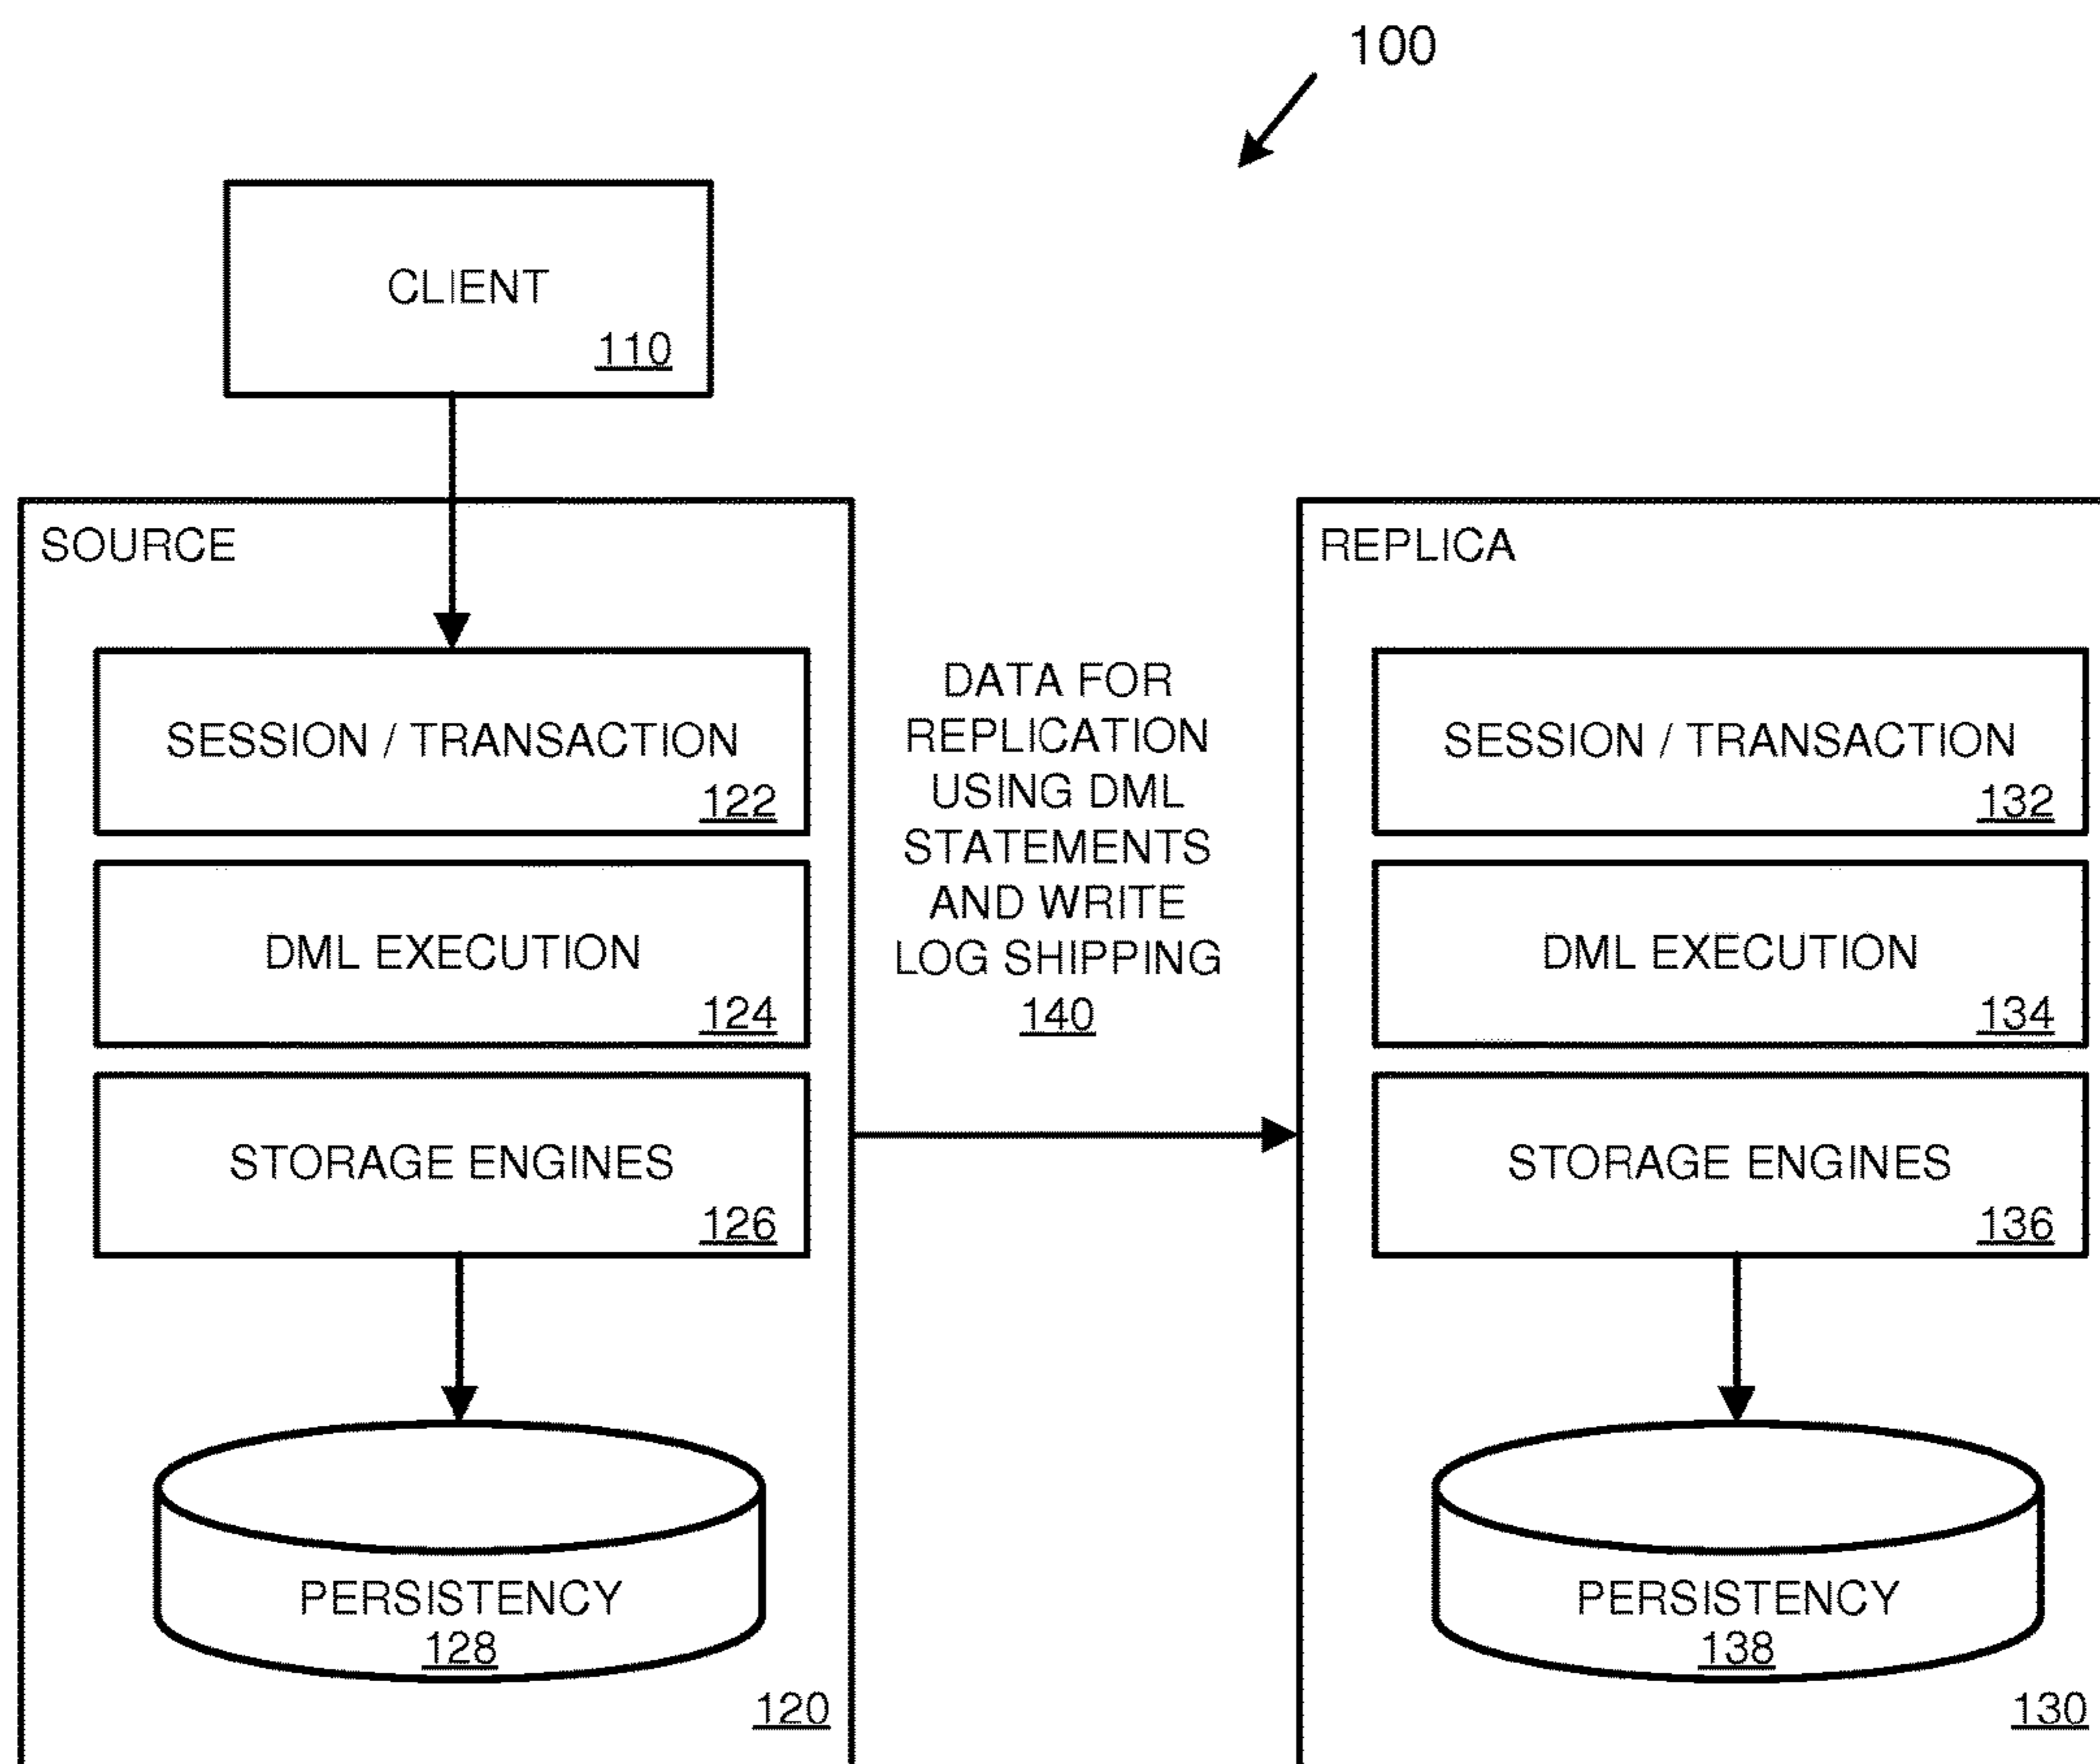 100
CLIENT
110
SOURCE
SESSION / TRANSACTION
122
DML EXECUTION
124
STORAGE ENGINES
126
PERSISTENCY
128
120
DATA FOR
REPLICATION
USING DML
STATEMENTS
AND WRITE
LOG SHIPPING
140
REPLICA
SESSION / TRANSACTION
132
DML EXECUTION
134
STORAGE ENGINES
136
PERSISTENCY
138
130